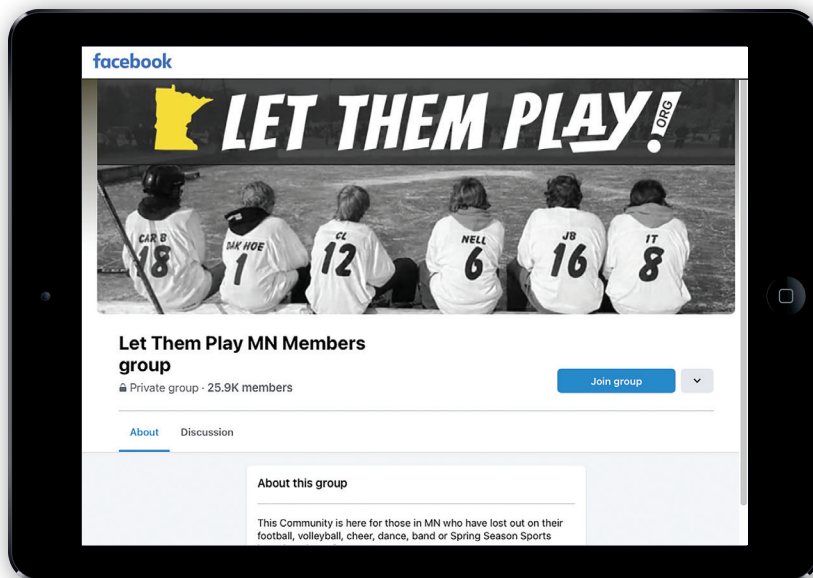 facebook
LET THEM PLAY!
ORG
CAR B
18
OAK HOE
1
CL
12
NELL
6
JB
16
IT
8
Let Them Play MN Members
group
Private group · 25.9K members
Join group
About
Discussion
About this group
This Community is here for those in MN who have lost out on their
football, volleyball, cheer, dance, band or Spring Season Sports